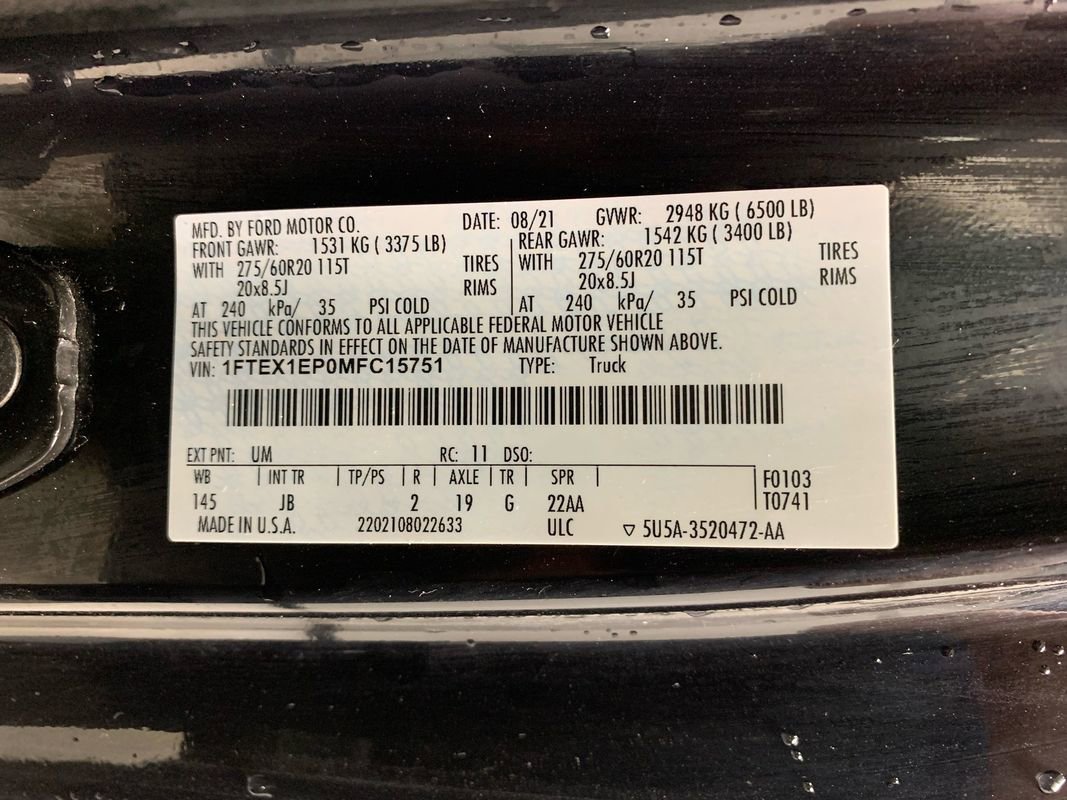 MFD. BY FORD MOTOR CO. DATE: 08/21 GVWR: 2948 KG ( 6500 LB)
FRONT GAWR: 1531 KG ( 3375 LB) REAR GAWR: 1542 KG ( 3400 LB)
WITH 275/60R20 115T TIRES WITH 275/60R20 115T TIRES
20x8.5J RIMS 20x8.5J RIMS
AT 240 kPa/ 35 PSI COLD AT 240 kPa/ 35 PSI COLD
THIS VEHICLE CONFORMS TO ALL APPLICABLE FEDERAL MOTOR VEHICLE
SAFETY STANDARDS IN EFFECT ON THE DATE OF MANUFACTURE SHOWN ABOVE.
VIN: 1FTEX1EP0MFC15751 TYPE: Truck
EXT PNT: UM RC: 11 DSO:
WB INT TR TP/PS R AXLE TR SPR F0103
145 JB 2 19 G 22AA T0741
MADE IN U.S.A. 2202108022633 ULC ▽ 5U5A-3520472-AA